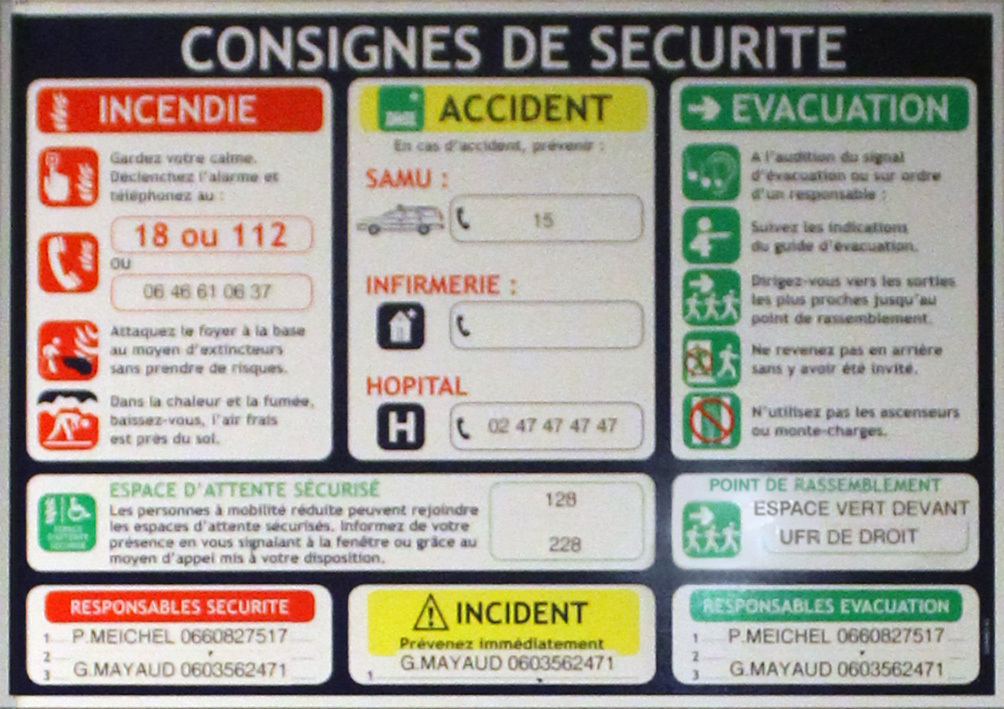 CONSIGNES DE SECURITE
INCENDIE
Gardez votre calme.
Déclenchez l'alarme et
téléphonez au :
18 ou 112
OU
06 46 61 06 37
Attaquez le foyer à la base
au moyen d'extincteurs
sans prendre de risques.
Dans la chaleur et la fumée,
baissez-vous, l'air frais
est près du sol.
ACCIDENT
En cas d'accident, prévenir :
SAMU :
15
INFIRMERIE :
HOPITAL
H
02 47 47 47 47
EVACUATION
A l'audition du signal
d'évacuation ou sur ordre
d'un responsable :
Suivez les indications
du guide d'évacuation.
Dirigez-vous vers les sorties
les plus proches jusqu'au
point de rassemblement.
Ne revenez pas en arrière
sans y avoir été invité.
N'utilisez pas les ascenseurs
ou monte-charges.
ESPACE D'ATTENTE SÉCURISÉ
ESPACE
D'ATTENTE
SÉCURISÉ
Les personnes à mobilité réduite peuvent rejoindre
les espaces d'attente sécurisés. Informez de votre
présence en vous signalant à la fenêtre ou grâce au
moyen d'appel mis à votre disposition.
128
228
POINT DE RASSEMBLEMENT
ESPACE VERT DEVANT
UFR DE DROIT
RESPONSABLES SECURITE
1 P.MEICHEL 0660827517
2
3 G.MAYAUD 0603562471
INCIDENT
Prévenez immédiatement
1 G.MAYAUD 0603562471
RESPONSABLES EVACUATION
1 P.MEICHEL 0660827517
2
3 G.MAYAUD 0603562471